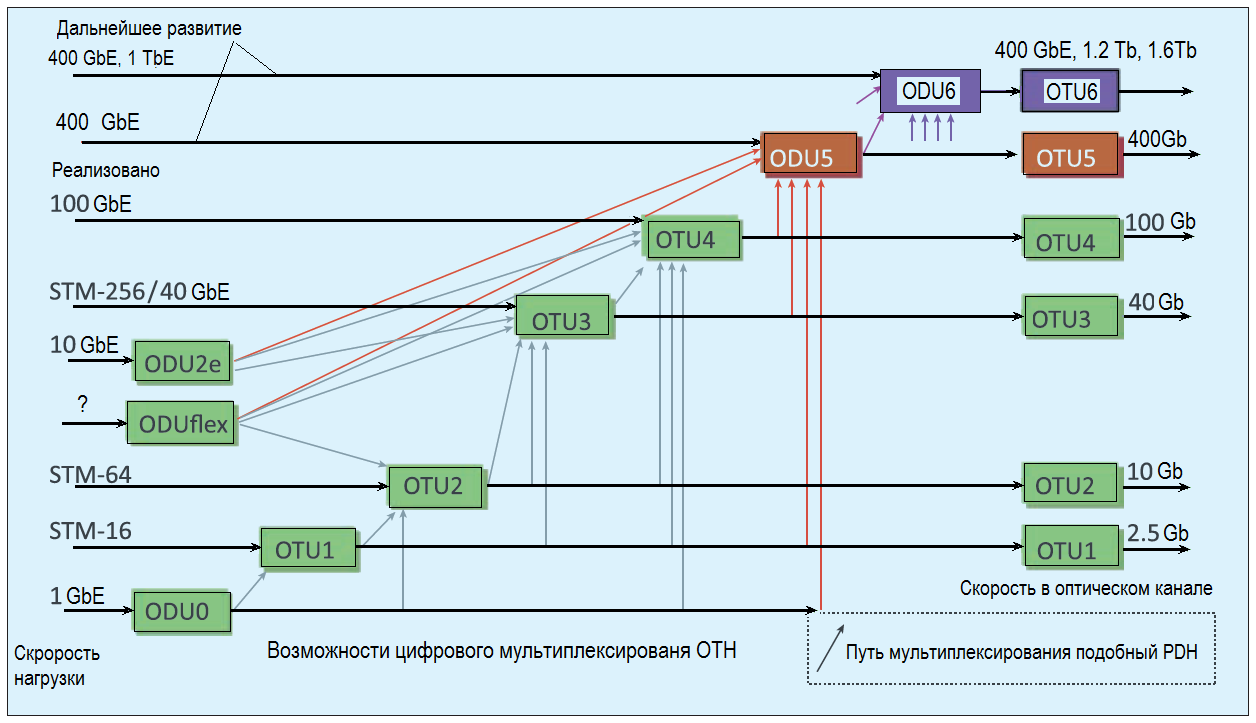 Дальнейшее развитие
400 GbE, 1 TbE
400 GbE, 1.2 Tb, 1.6Tb
ODU6
OTU6
400 GbE
ODU5
OTU5
400Gb
Реализовано
100 GbE
OTU4
OTU4
100 Gb
STM-256/40 GbE
OTU3
OTU3
40 Gb
10 GbE
ODU2e
?
ODUflex
STM-64
OTU2
OTU2
10 Gb
STM-16
OTU1
OTU1
2.5 Gb
1 GbE
ODU0
Скорость в оптическом канале
Скрорость
нагрузки
Возможности цифрового мультиплексированя ОТН
Путь мультиплексирования подобный PDH